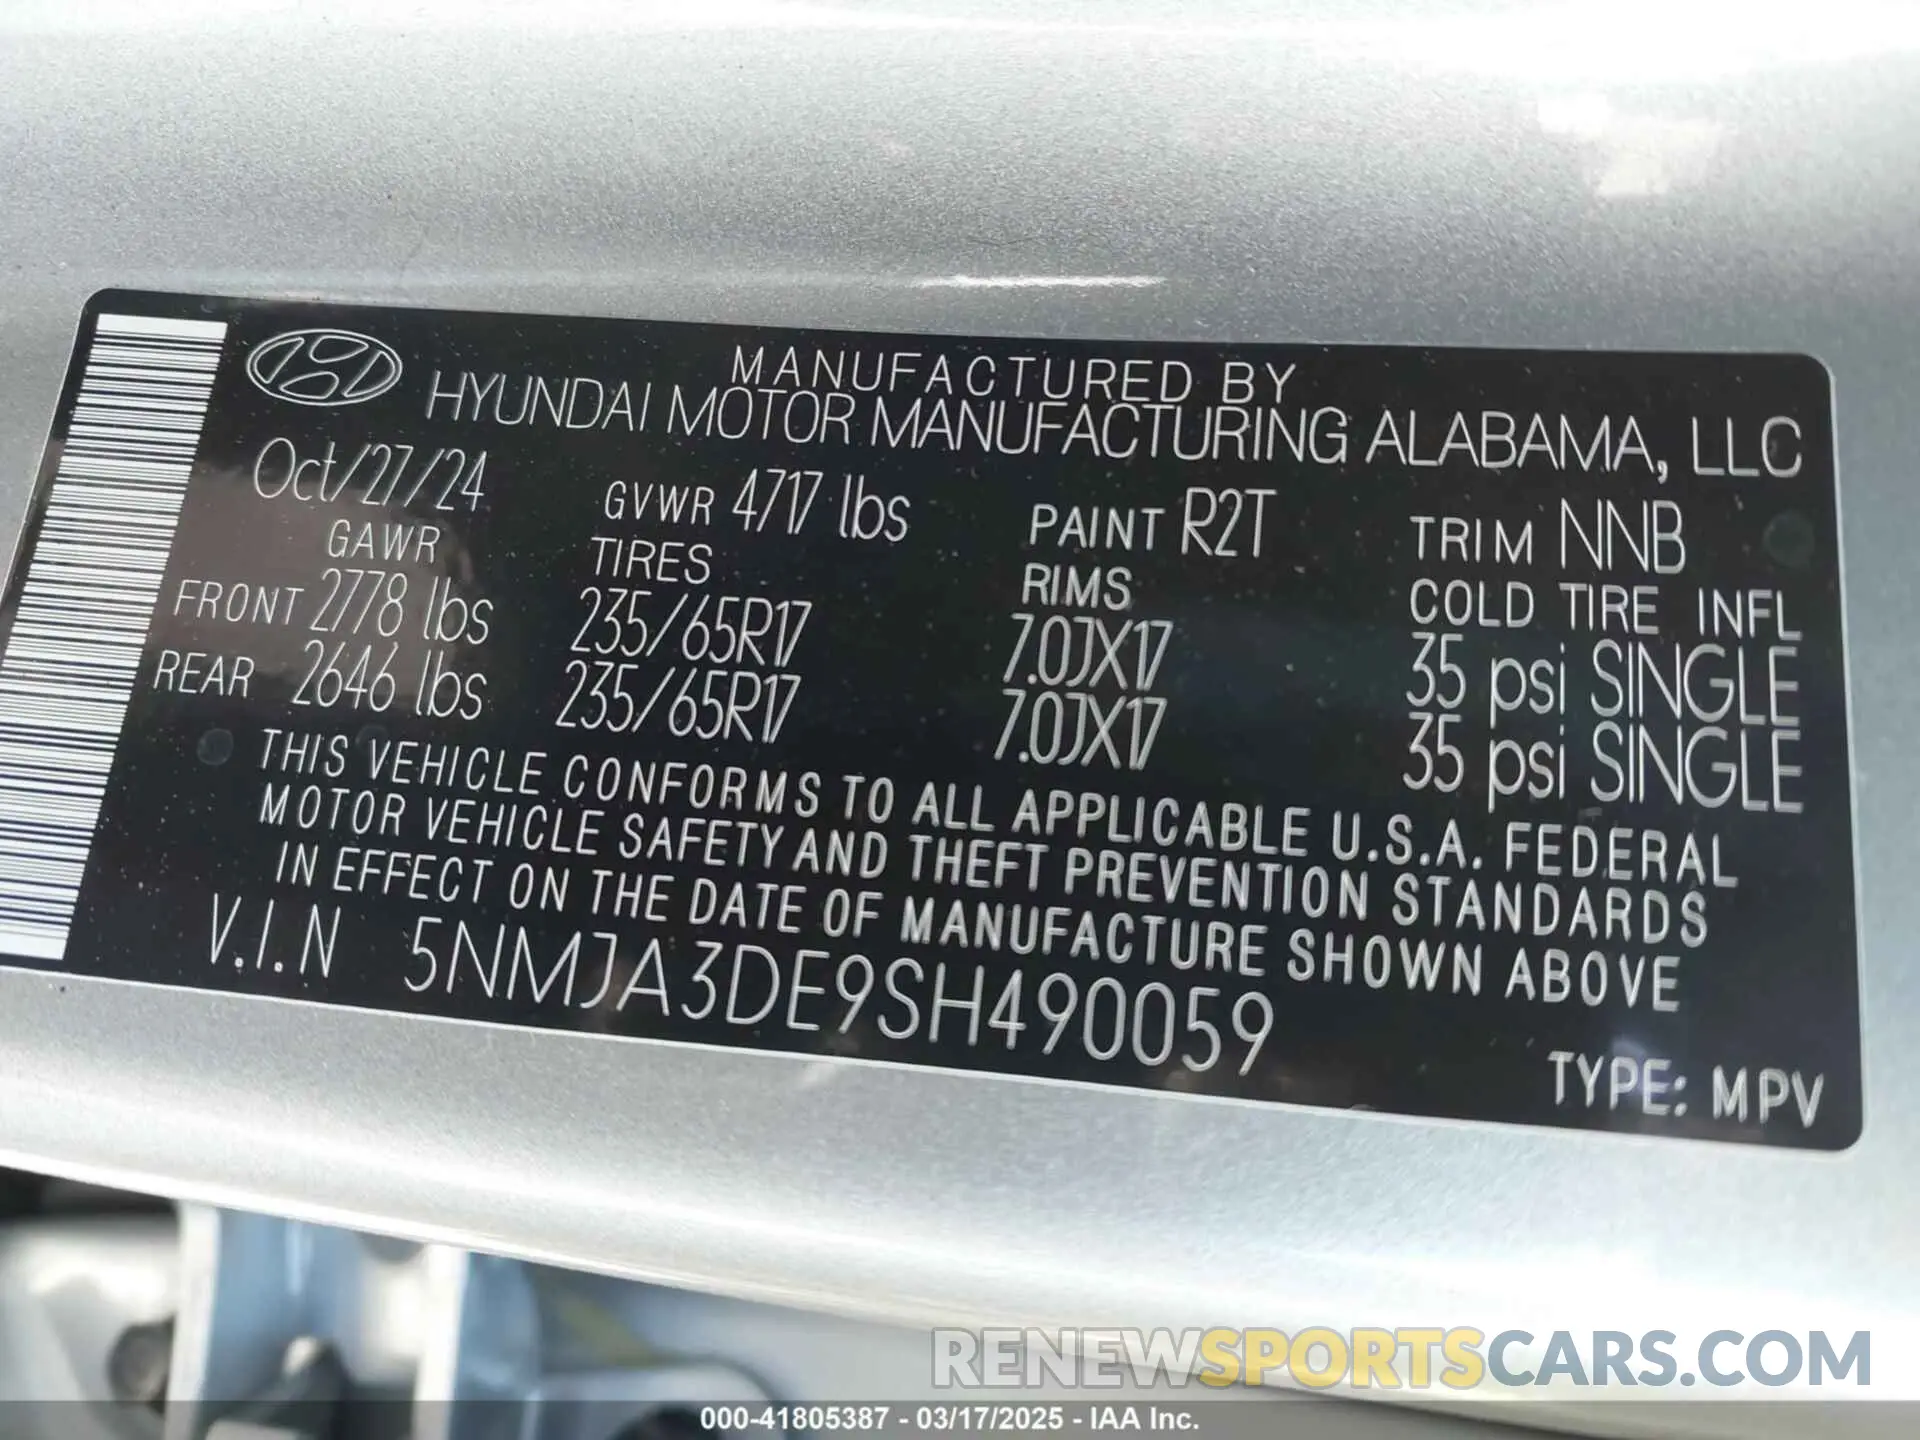 MANUFACTURED BY
HYUNDAI MOTOR MANUFACTURING ALABAMA, LLC
Oct/27/24 GVWR 4717 lbs PAINT R2T TRIM NNB
GAWR TIRES RIMS COLD TIRE INFL
FRONT 2778 lbs 235/65R17 7.0JX17 35 psi SINGLE
REAR 2646 lbs 235/65R17 7.0JX17 35 psi SINGLE
THIS VEHICLE CONFORMS TO ALL APPLICABLE U.S.A. FEDERAL
MOTOR VEHICLE SAFETY AND THEFT PREVENTION STANDARDS
IN EFFECT ON THE DATE OF MANUFACTURE SHOWN ABOVE
V.I.N 5NMJA3DE9SH490059
TYPE: MPV
RENEWSPORTSCARS.COM
000-41805387 - 03/17/2025 - IAA Inc.